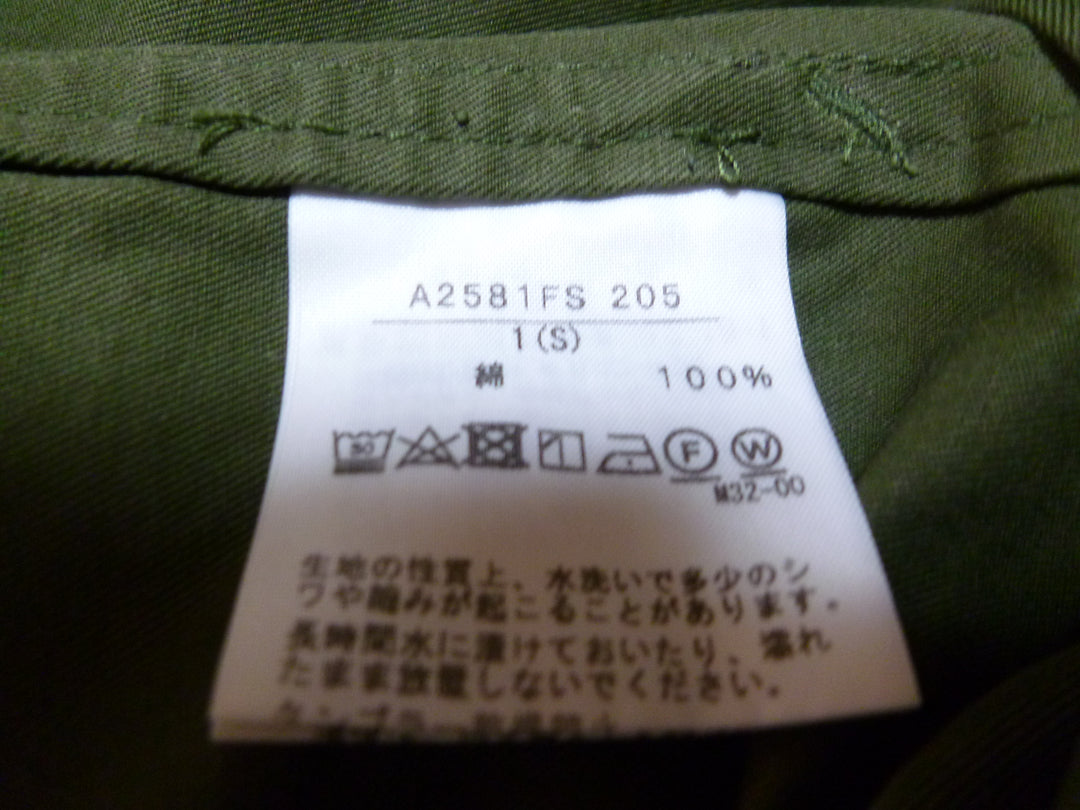 A2581FS 205
1(S)
綿 100%
30 F W
M32-00
生地の性質上、水洗いで多少のシ
ワや縮みが起こることがあります。
長時間水に漬けておいたり、濡れ
たまま放置しないでください。